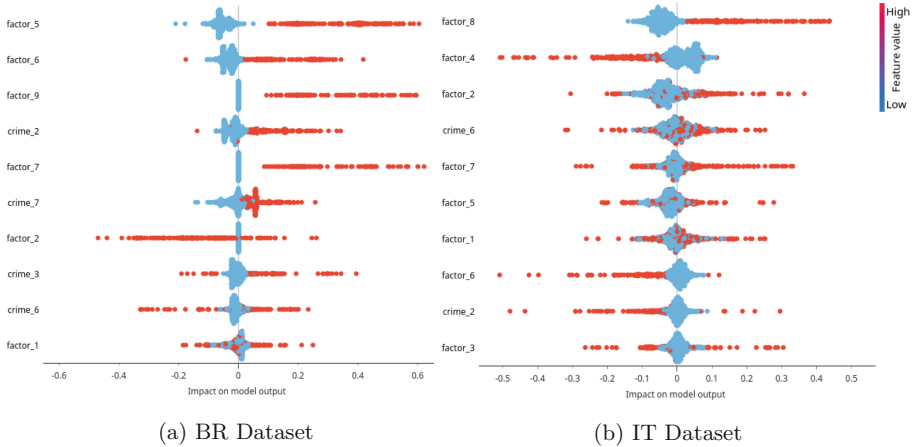 factor_5
factor_6
factor_9
crime_2
factor_7
crime_7
factor_2
crime_3
crime_6
factor_1
-0.6 -0.4 -0.2 0 0.2 0.4 0.6
Impact on model output
(a) BR Dataset
factor_8
factor_4
factor_2
crime_6
factor_7
factor_5
factor_1
factor_6
crime_2
factor_3
-0.5 -0.4 -0.3 -0.2 -0.1 0 0.1 0.2 0.3 0.4 0.5
Impact on model output
(b) IT Dataset
High
Feature value
Low